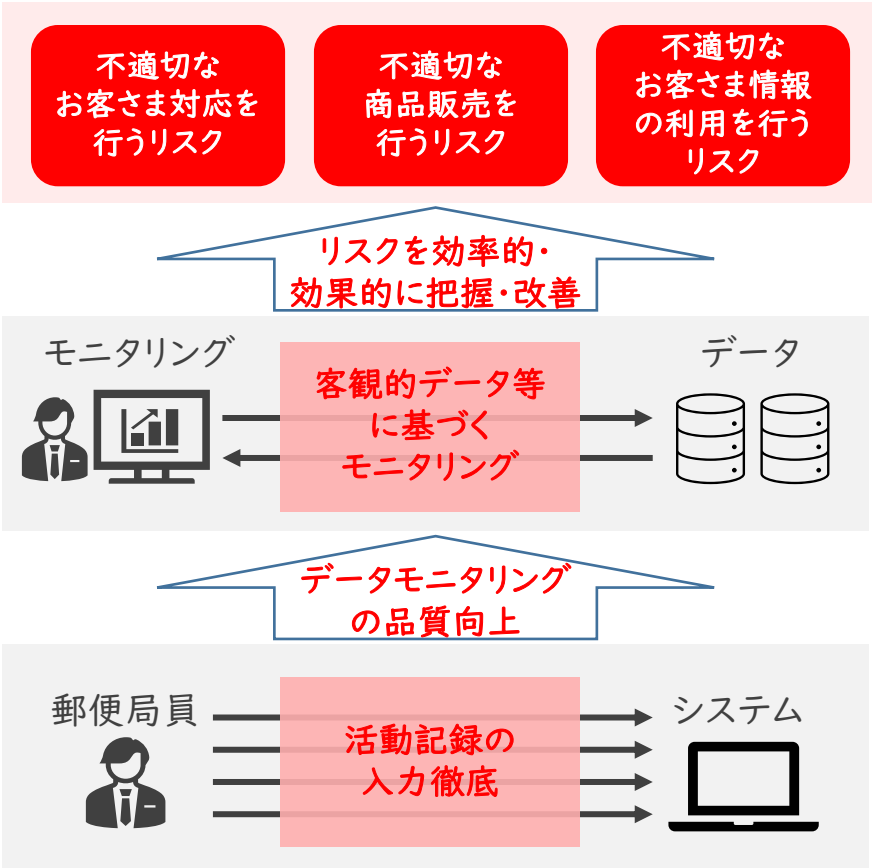 不適切な
お客さま対応を
行うリスク
不適切な
商品販売を
行うリスク
不適切な
お客さま情報
の利用を行う
リスク
リスクを効率的・
効果的に把握・改善
モニタリング
客観的データ等
に基づく
モニタリング
データ
データモニタリング
の品質向上
郵便局員
活動記録の
入力徹底
システム